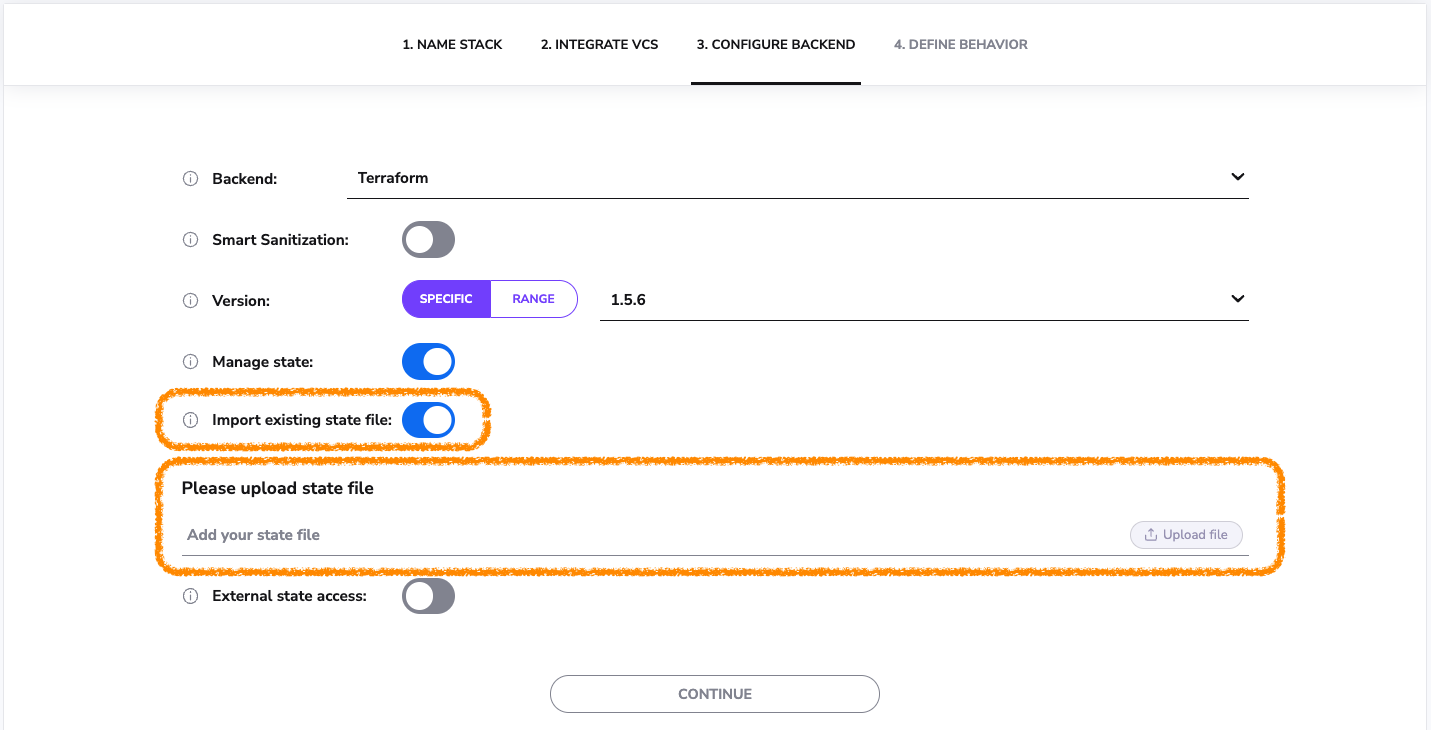 1. NAME STACK 2. INTEGRATE VCS 3. CONFIGURE BACKEND 4. DEFINE BEHAVIOR
Backend: Terraform
Smart Sanitization:
Version: SPECIFIC RANGE 1.5.6
Manage state:
Import existing state file:
Please upload state file
Add your state file Upload file
External state access:
CONTINUE